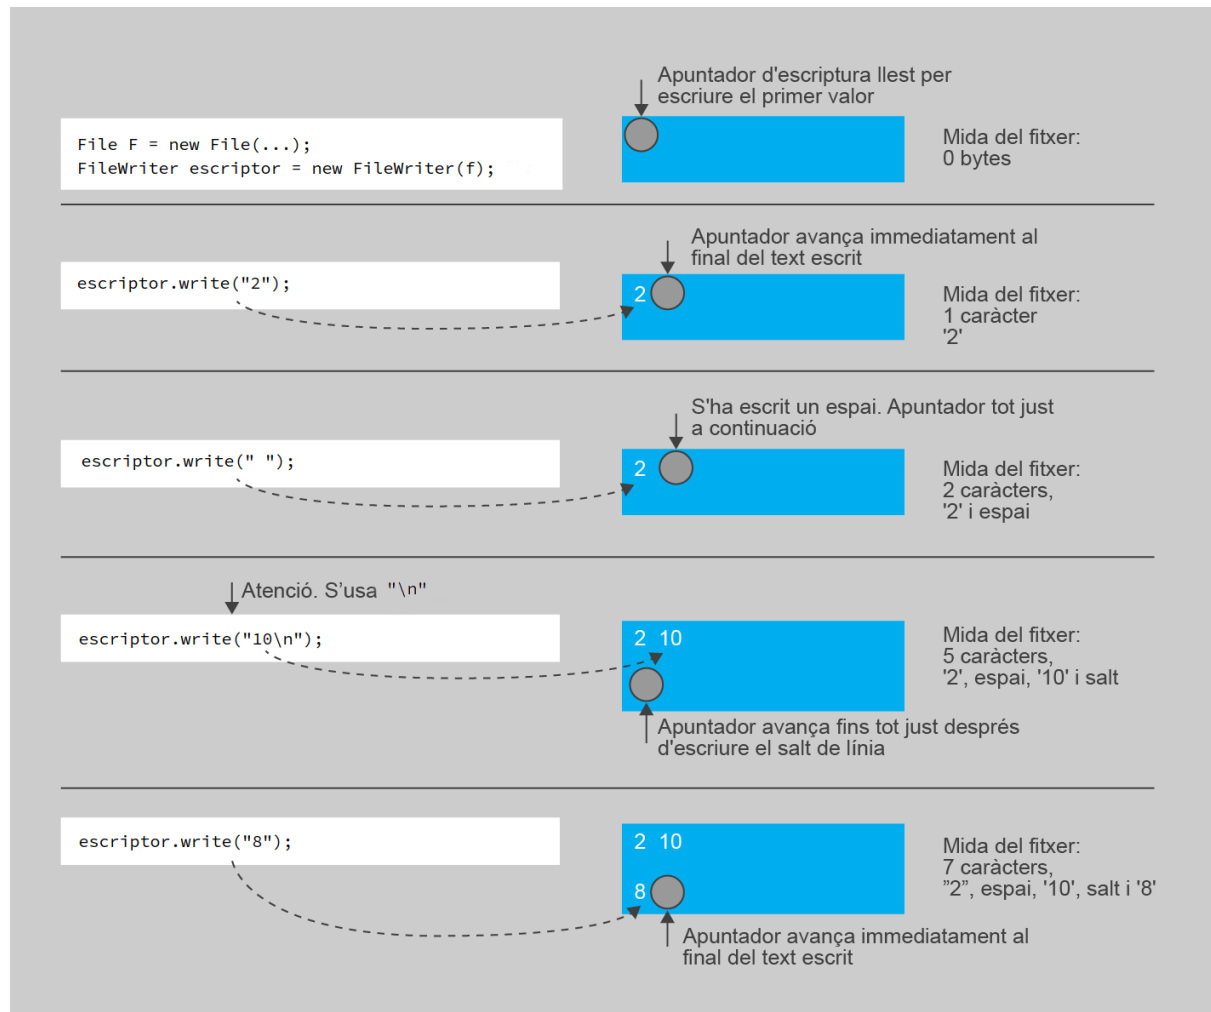 Apuntador d'escriptura llest per
escriure el primer valor
File F = new File(...);
FileWriter escriptor = new FileWriter(f);
Mida del fitxer:
0 bytes
Apuntador avança immediatament al
final del text escrit
escriptor.write("2");
2
Mida del fitxer:
1 caràcter
'2'
S'ha escrit un espai. Apuntador tot just
a continuació
escriptor.write(" ");
2
Mida del fitxer:
2 caràcters,
'2' i espai
Atenció. S’usa "\n"
escriptor.write("10\n");
2 10
Mida del fitxer:
5 caràcters,
'2', espai, '10' i salt
Apuntador avança fins tot just després
d'escriure el salt de línia
escriptor.write("8");
2 10
8
Mida del fitxer:
7 caràcters,
”2”, espai, '10', salt i '8'
Apuntador avança immediatament al
final del text escrit